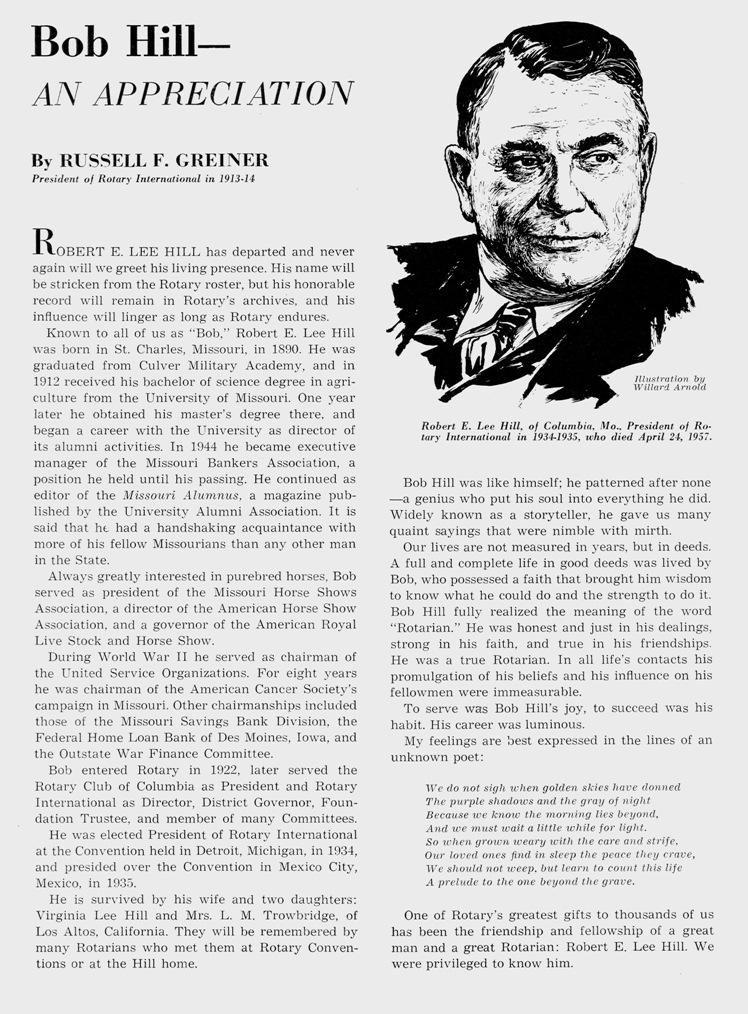 Bob Hill—
AN APPRECIATION
By RUSSELL F. GREINER
President of Rotary International in 1913-14
ROBERT E. LEE HILL has departed and never
again will we greet his living presence. His name will
be stricken from the Rotary roster, but his honorable
record will remain in Rotary's archives, and his
influence will linger as long as Rotary endures.
Known to all of us as "Bob," Robert E. Lee Hill
was born in St. Charles, Missouri, in 1890. He was
graduated from Culver Military Academy, and in
1912 received his bachelor of science degree in agri-
culture from the University of Missouri. One year
later he obtained his master's degree there, and
began a career with the University as director of
its alumni activities. In 1944 he became executive
manager of the Missouri Bankers Association, a
position he held until his passing. He continued as
editor of the Missouri Alumnus, a magazine pub-
lished by the University Alumni Association. It is
said that he had a handshaking acquaintance with
more of his fellow Missourians than any other man
in the State.
Always greatly interested in purebred horses, Bob
served as president of the Missouri Horse Shows
Association, a director of the American Horse Show
Association, and a governor of the American Royal
Live Stock and Horse Show.
During World War II he served as chairman of
the United Service Organizations. For eight years
he was chairman of the American Cancer Society's
campaign in Missouri. Other chairmanships included
those of the Missouri Savings Bank Division, the
Federal Home Loan Bank of Des Moines, Iowa, and
the Outstate War Finance Committee.
Bob entered Rotary in 1922, later served the
Rotary Club of Columbia as President and Rotary
International as Director, District Governor, Foun-
dation Trustee, and member of many Committees.
He was elected President of Rotary International
at the Convention held in Detroit, Michigan, in 1934,
and presided over the Convention in Mexico City,
Mexico, in 1935.
He is survived by his wife and two daughters:
Virginia Lee Hill and Mrs. L. M. Trowbridge, of
Los Altos, California. They will be remembered by
many Rotarians who met them at Rotary Conven-
tions or at the Hill home.
Illustration by
Willard Arnold
Robert E. Lee Hill, of Columbia, Mo., President of Ro-
tary International in 1934-1935, who died April 24, 1957.
Bob Hill was like himself; he patterned after none
—a genius who put his soul into everything he did.
Widely known as a storyteller, he gave us many
quaint sayings that were nimble with mirth.
Our lives are not measured in years, but in deeds.
A full and complete life in good deeds was lived by
Bob, who possessed a faith that brought him wisdom
to know what he could do and the strength to do it.
Bob Hill fully realized the meaning of the word
"Rotarian." He was honest and just in his dealings,
strong in his faith, and true in his friendships.
He was a true Rotarian. In all life's contacts his
promulgation of his beliefs and his influence on his
fellowmen were immeasurable.
To serve was Bob Hill's joy, to succeed was his
habit. His career was luminous.
My feelings are best expressed in the lines of an
unknown poet:
We do not sigh when golden skies have donned
The purple shadows and the gray of night
Because we know the morning lies beyond,
And we must wait a little while for light.
So when grown weary with the care and strife,
Our loved ones find in sleep the peace they crave,
We should not weep, but learn to count this life
A prelude to the one beyond the grave.
One of Rotary's greatest gifts to thousands of us
has been the friendship and fellowship of a great
man and a great Rotarian: Robert E. Lee Hill. We
were privileged to know him.